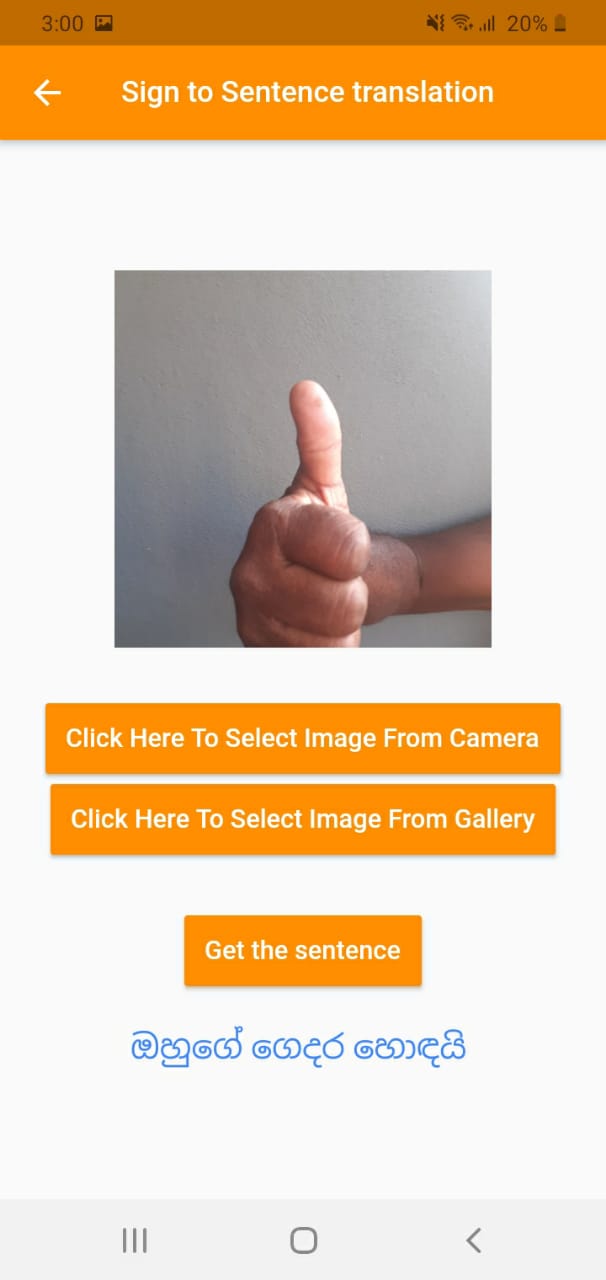 3:00 20%
Sign to Sentence translation
Click Here To Select Image From Camera
Click Here To Select Image From Gallery
Get the sentence
ඔහුගේ ගෙදර හොඳයි